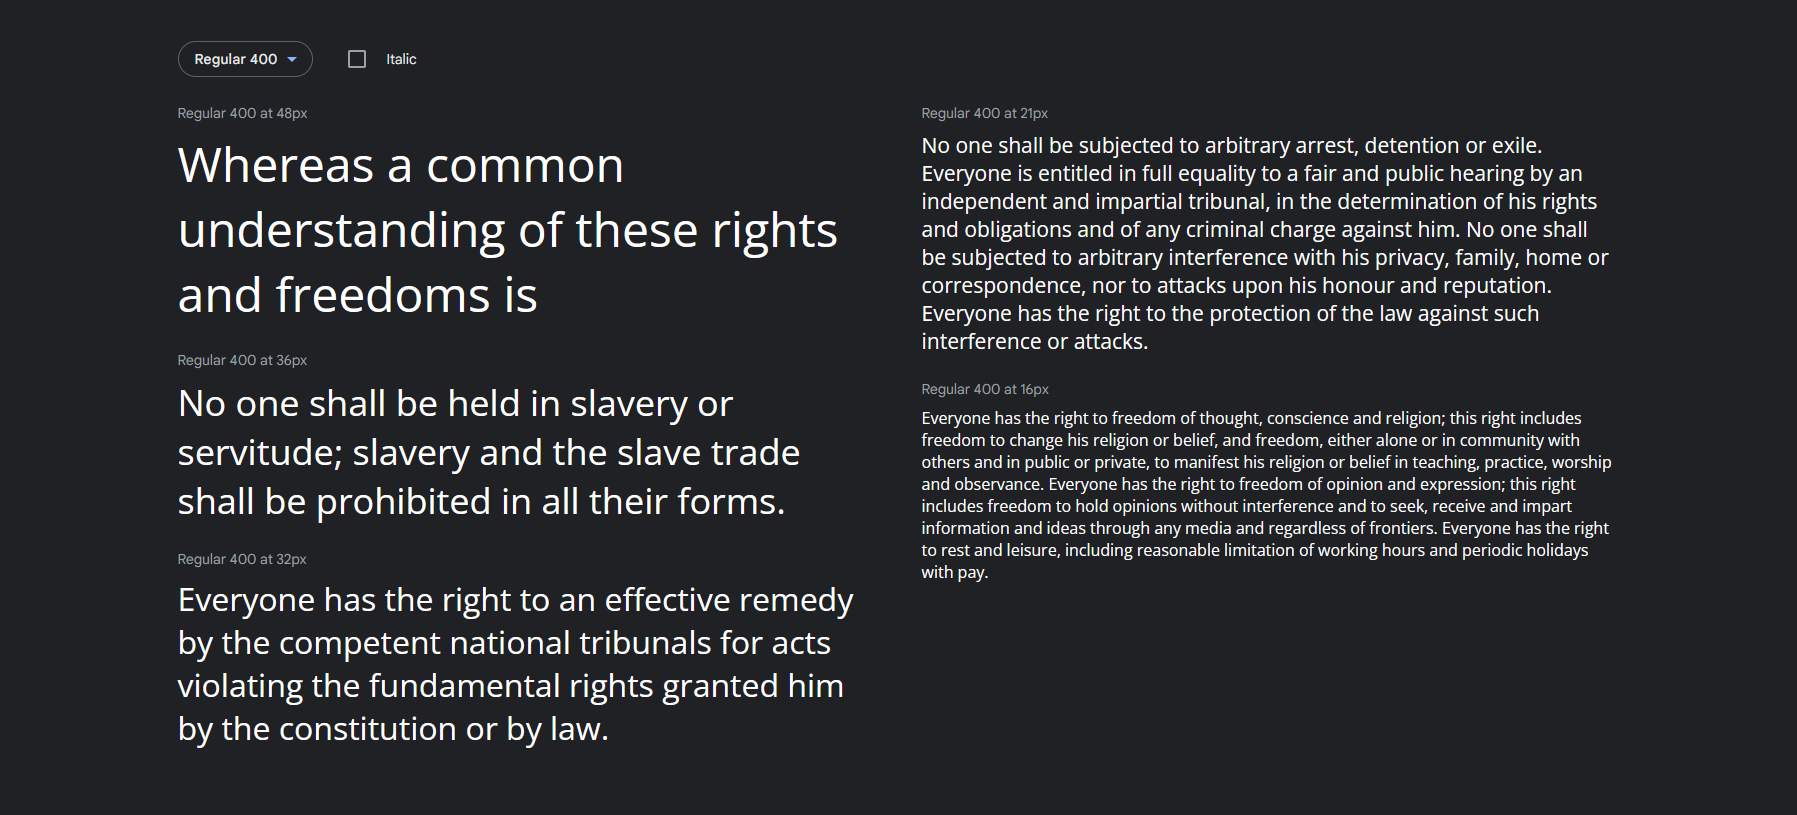 Regular 400
Italic
Regular 400 at 48px
Whereas a common
understanding of these rights
and freedoms is
Regular 400 at 36px
No one shall be held in slavery or
servitude; slavery and the slave trade
shall be prohibited in all their forms.
Regular 400 at 32px
Everyone has the right to an effective remedy
by the competent national tribunals for acts
violating the fundamental rights granted him
by the constitution or by law.
Regular 400 at 21px
No one shall be subjected to arbitrary arrest, detention or exile.
Everyone is entitled in full equality to a fair and public hearing by an
independent and impartial tribunal, in the determination of his rights
and obligations and of any criminal charge against him. No one shall
be subjected to arbitrary interference with his privacy, family, home or
correspondence, nor to attacks upon his honour and reputation.
Everyone has the right to the protection of the law against such
interference or attacks.
Regular 400 at 16px
Everyone has the right to freedom of thought, conscience and religion; this right includes
freedom to change his religion or belief, and freedom, either alone or in community with
others and in public or private, to manifest his religion or belief in teaching, practice, worship
and observance. Everyone has the right to freedom of opinion and expression; this right
includes freedom to hold opinions without interference and to seek, receive and impart
information and ideas through any media and regardless of frontiers. Everyone has the right
to rest and leisure, including reasonable limitation of working hours and periodic holidays
with pay.